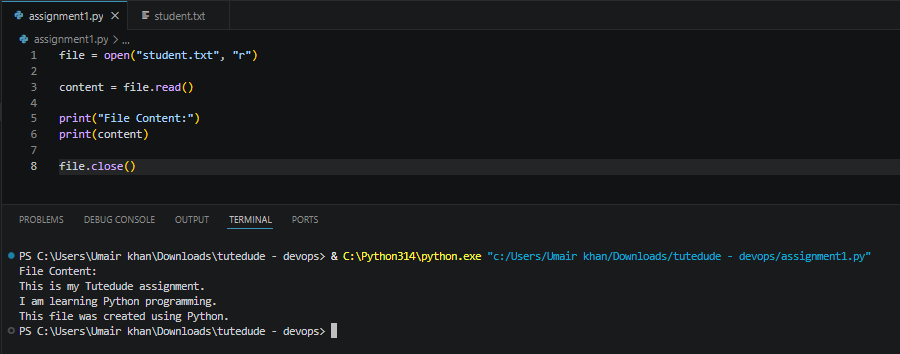 assignment1.py × student.txt
assignment1.py > ...
1 file = open("student.txt", "r")
2
3 content = file.read()
4
5 print("File Content:")
6 print(content)
7
8 file.close()
PROBLEMS DEBUG CONSOLE OUTPUT TERMINAL PORTS
PS C:\Users\Umair khan\Downloads\tutedude - devops> & C:\Python314\python.exe "c:/Users/Umair khan/Downloads/tutedude - devops/assignment1.py"
File Content:
This is my Tutedude assignment.
I am learning Python programming.
This file was created using Python.
PS C:\Users\Umair khan\Downloads\tutedude - devops>